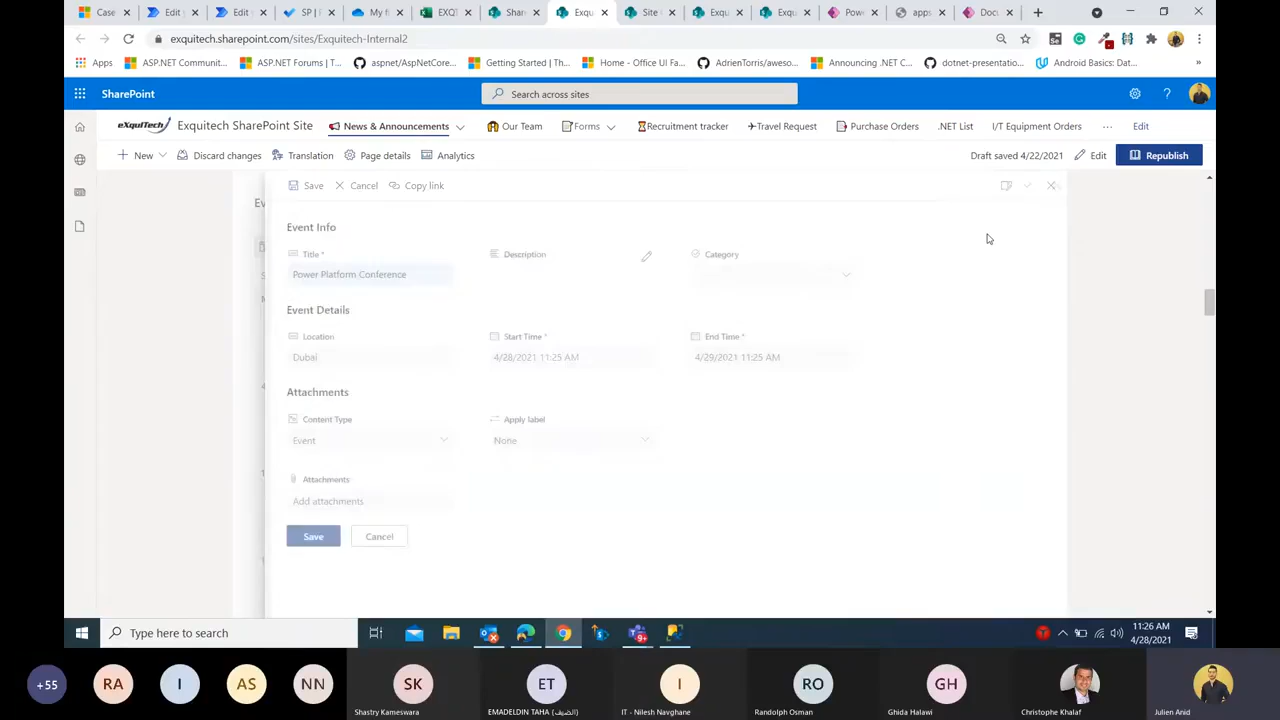 Case
Edit
Edit
SP | F
My fi
EXQT
Share
Exqu
Site
Exqu
Exqu
Pow
apps
Docu
exquitech.sharepoint.com/sites/Exquitech-Internal2
Apps
ASP.NET Communit...
ASP.NET Forums | T...
aspnet/AspNetCore...
Getting Started | Th...
Home - Office UI Fa...
AdrienTorris/aweso...
Announcing .NET C...
dotnet-presentatio...
Android Basics: Dat...
SharePoint
Search across sites
eXquiTech
Exquitech SharePoint Site
News & Announcements
Our Team
Forms
Recruitment tracker
Travel Request
Purchase Orders
.NET List
I/T Equipment Orders
Edit
New
Discard changes
Translation
Page details
Analytics
Draft saved 4/22/2021
Edit
Republish
Ev
Save
Cancel
Copy link
Event Info
Title *
Description
Category
Power Platform Conference
Event Details
Location
Start Time *
End Time *
Dubai
4/28/2021 11:25 AM
4/29/2021 11:25 AM
Attachments
Content Type
Apply label
Event
None
Attachments
Add attachments
Save
Cancel
Type here to search
11:26 AM
4/28/2021
+55
RA
I
AS
NN
SK
ET
I
RO
GH
Shastry Kameswara
EMADELDIN TAHA (الضيف)
IT - Nilesh Navghane
Randolph Osman
Ghida Halawi
Christophe Khalaf
Julien Anid